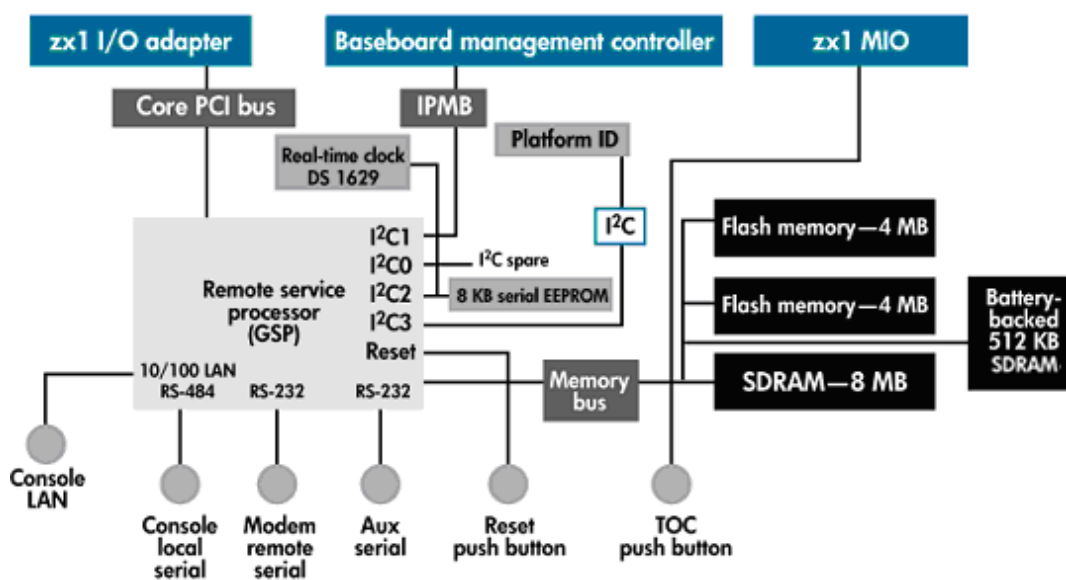 zx1 I/O adapter
Baseboard management controller
zx1 MIO
Core PCI bus
IPMB
Platform ID
Real-time clock
DS 1629
I²C
Flash memory—4 MB
I²C1
I²C0
I²C spare
I²C2
8 KB serial EEPROM
I²C3
Reset
Remote service
processor
(GSP)
Flash memory—4 MB
Battery-
backed
512 KB
SDRAM
10/100 LAN
RS-484
RS-232
RS-232
Memory
bus
SDRAM—8 MB
Console
LAN
Console
local
serial
Modem
remote
serial
Aux
serial
Reset
push button
TOC
push button